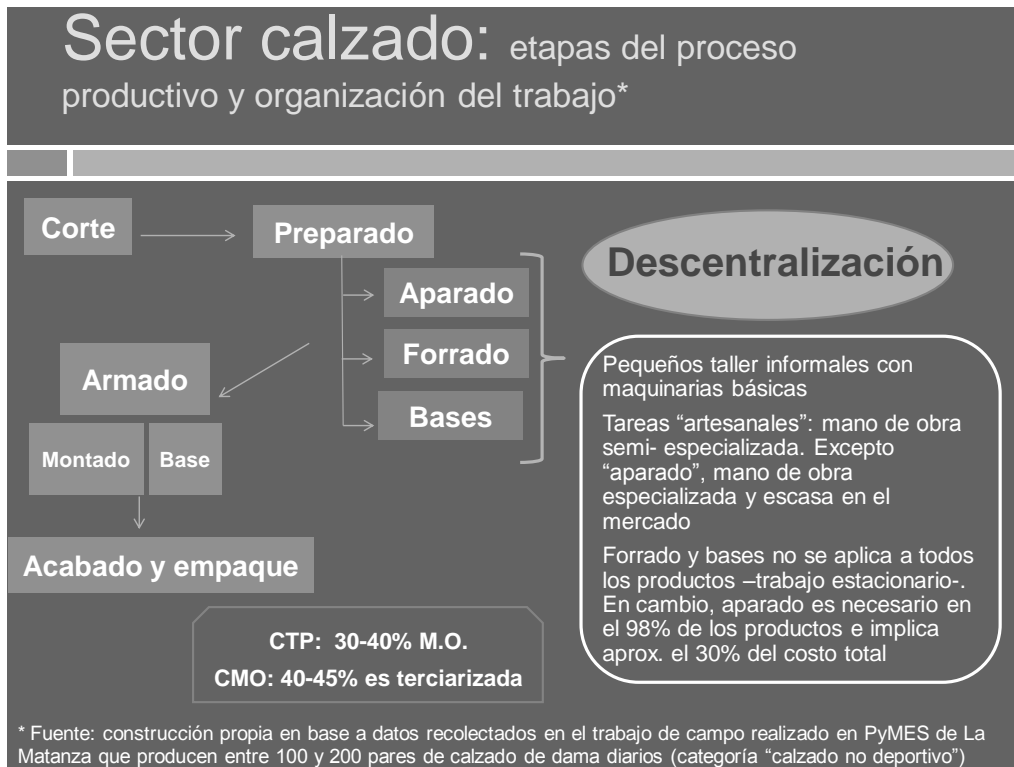 Sector calzado: etapas del proceso
productivo y organización del trabajo*
Corte
Preparado
Aparado
Forrado
Bases
Armado
Montado
Base
Acabado y empaque
Descentralización
Pequeños taller informales con
maquinarias básicas
Tareas “artesanales”: mano de obra
semi- especializada. Excepto
“aparado”, mano de obra
especializada y escasa en el
mercado
Forrado y bases no se aplica a todos
los productos –trabajo estacionario-.
En cambio, aparado es necesario en
el 98% de los productos e implica
aprox. el 30% del costo total
CTP: 30-40% M.O.
CMO: 40-45% es terciarizada
* Fuente: construcción propia en base a datos recolectados en el trabajo de campo realizado en PyMES de La
Matanza que producen entre 100 y 200 pares de calzado de dama diarios (categoría “calzado no deportivo”)